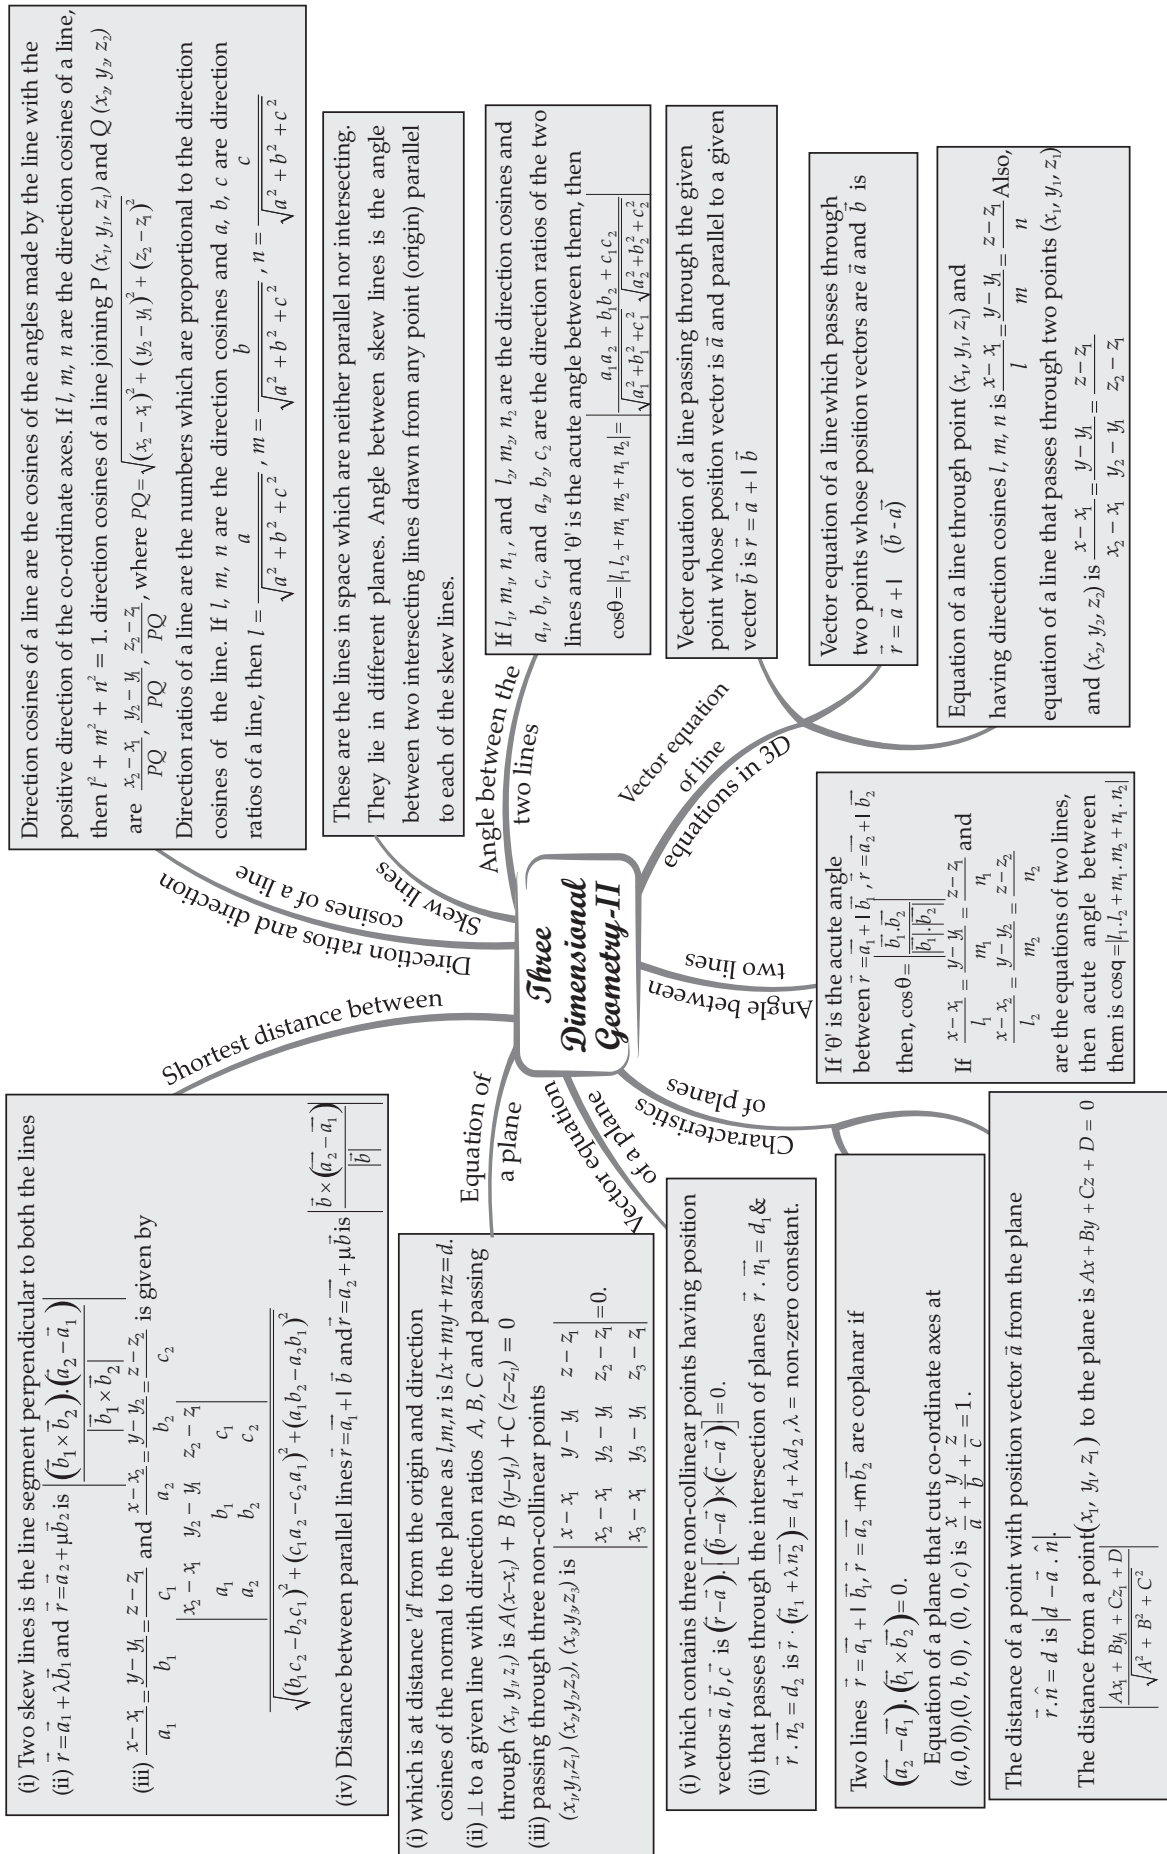 Three
Dimensional
Geometry-II
Direction ratios and direction
cosines of a line
Direction cosines of a line are the cosines of the angles made by the line with the
positive direction of the co-ordinate axes. If l, m, n are the direction cosines of a line,
then l² + m² + n² = 1. direction cosines of a line joining P (x₁, y₁, z₁) and Q (x₂, y₂, z₂)
are (x₂ – x₁)/PQ, (y₂ – y₁)/PQ, (z₂ – z₁)/PQ, where PQ = √((x₂ – x₁)² + (y₂ – y₁)² + (z₂ – z₁)²)
Direction ratios of a line are the numbers which are proportional to the direction
cosines of the line. If l, m, n are the direction cosines and a, b, c are direction
ratios of a line, then l = a/√(a² + b² + c²), m = b/√(a² + b² + c²), n = c/√(a² + b² + c²)
Skew lines
These are the lines in space which are neither parallel nor intersecting.
They lie in different planes. Angle between skew lines is the angle
between two intersecting lines drawn from any point (origin) parallel
to each of the skew lines.
Angle between the
two lines
If l₁, m₁, n₁, and l₂, m₂, n₂ are the direction cosines and
a₁, b₁, c₁, and a₂, b₂, c₂ are the direction ratios of the two
lines and 'θ' is the acute angle between them, then
cosθ = |l₁ l₂ + m₁ m₂ + n₁ n₂| = |(a₁a₂ + b₁b₂ + c₁c₂)/(√(a₁² + b₁² + c₁²) √(a₂² + b₂² + c₂²))|
Vector equation
of line
equations in 3D
Vector equation of a line passing through the given
point whose position vector is a⃗ and parallel to a given
vector b⃗ is r⃗ = a⃗ + l b⃗
Vector equation of a line which passes through
two points whose position vectors are a⃗ and b⃗ is
r⃗ = a⃗ + l (b⃗ - a⃗)
Equation of a line through point (x₁, y₁, z₁) and
having direction cosines l, m, n is (x – x₁)/l = (y – y₁)/m = (z – z₁)/n Also,
equation of a line that passes through two points (x₁, y₁, z₁)
and (x₂, y₂, z₂) is (x – x₁)/(x₂ – x₁) = (y – y₁)/(y₂ – y₁) = (z – z₁)/(z₂ – z₁)
Angle between
two lines
If 'θ' is the acute angle
between r⃗ = a⃗₁ + l b⃗₁, r⃗ = a⃗₂ + l b⃗₂
then, cosθ = |(b⃗₁.b⃗₂)/(|b⃗₁|.|b⃗₂|)|
If (x – x₁)/l₁ = (y – y₁)/m₁ = (z – z₁)/n₁ and
(x – x₂)/l₂ = (y – y₂)/m₂ = (z – z₂)/n₂
are the equations of two lines,
then acute angle between
them is cosq = |l₁.l₂ + m₁.m₂ + n₁.n₂|
Shortest distance between
(i) Two skew lines is the line segment perpendicular to both the lines
(ii) r⃗ = a⃗₁ + λb⃗₁ and r⃗ = a⃗₂ + μb⃗₂ is |((b⃗₁ × b⃗₂).(a⃗₂ – a⃗₁))/|b⃗₁ × b⃗₂||
(iii) (x – x₁)/a₁ = (y – y₁)/b₁ = (z – z₁)/c₁ and (x – x₂)/a₂ = (y – y₂)/b₂ = (z – z₂)/c₂ is given by
|x₂ – x₁ y₂ – y₁ z₂ – z₁|
|a₁ b₁ c₁|
|a₂ b₂ c₂|
√((b₁c₂ – b₂c₁)² + (c₁a₂ – c₂a₁)² + (a₁b₂ – a₂b₁)²)
(iv) Distance between parallel lines r⃗ = a⃗₁ + l b⃗ and r⃗ = a⃗₂ + μb⃗ is |(b⃗ × (a⃗₂ – a⃗₁))/|b⃗||
Equation of
a plane
(i) which is at distance 'd' from the origin and direction
cosines of the normal to the plane as l,m,n is lx+my+nz=d.
(ii) ⊥ to a given line with direction ratios A, B, C and passing
through (x₁, y₁, z₁) is A(x–x₁) + B (y–y₁) +C (z–z₁) = 0
(iii) passing through three non-collinear points
(x₁,y₁,z₁) (x₂,y₂,z₂), (x₃,y₃,z₃) is
|x – x₁ y – y₁ z – z₁|
|x₂ – x₁ y₂ – y₁ z₂ – z₁| = 0.
|x₃ – x₁ y₃ – y₁ z₃ – z₁|
Vector equation
of a plane
(i) which contains three non-collinear points having position
vectors a⃗, b⃗, c⃗ is (r⃗ – a⃗).[(b⃗ – a⃗) × (c⃗ – a⃗)] = 0.
(ii) that passes through the intersection of planes r⃗ . n⃗₁ = d₁ &
r⃗ . n⃗₂ = d₂ is r⃗ · (n⃗₁ + λn⃗₂) = d₁ + λd₂, λ = non-zero constant.
Characteristics
of planes
Two lines r⃗ = a⃗₁ + l b⃗₁, r⃗ = a⃗₂ + mb⃗₂ are coplanar if
(a⃗₂ – a⃗₁).(b⃗₁ × b⃗₂) = 0.
Equation of a plane that cuts co-ordinate axes at
(a,0,0),(0, b, 0), (0, 0, c) is x/a + y/b + z/c = 1.
The distance of a point with position vector a⃗ from the plane
r⃗.n̂ = d is |d – a⃗ . n̂|.
The distance from a point (x₁, y₁, z₁) to the plane is Ax + By + Cz + D = 0
|(Ax₁ + By₁ + Cz₁ + D)/√(A² + B² + C²)|